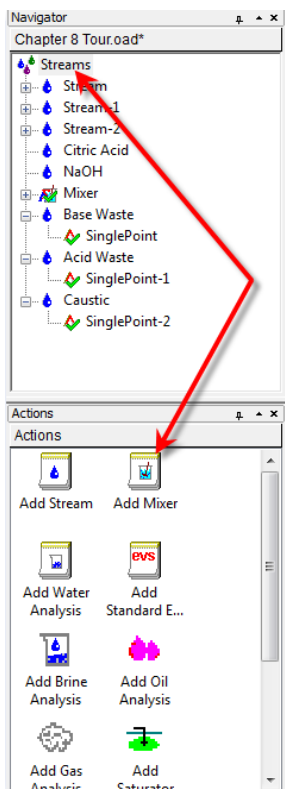 Navigator
Chapter 8 Tour.oad*
Streams
Stream
Stream-1
Stream-2
Citric Acid
NaOH
Mixer
Base Waste
SinglePoint
Acid Waste
SinglePoint-1
Caustic
SinglePoint-2
Actions
Actions
Add Stream Add Mixer
evs
Add Water Add
Analysis Standard E...
Add Brine Add Oil
Analysis Analysis
Add Gas Add
Analysis Saturator